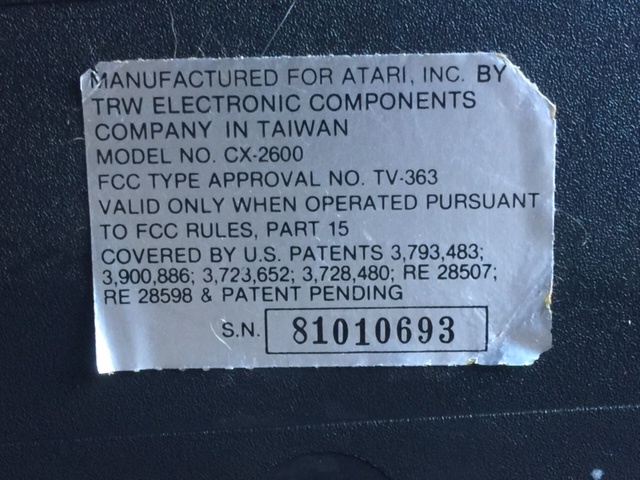 MANUFACTURED FOR ATARI, INC. BY
TRW ELECTRONIC COMPONENTS
COMPANY IN TAIWAN
MODEL NO. CX-2600
FCC TYPE APPROVAL NO. TV-363
VALID ONLY WHEN OPERATED PURSUANT
TO FCC RULES, PART 15
COVERED BY U.S. PATENTS 3,793,483;
3,900,886; 3,723,652; 3,728,480; RE 28507;
RE 28598 & PATENT PENDING
S.N. 81010693